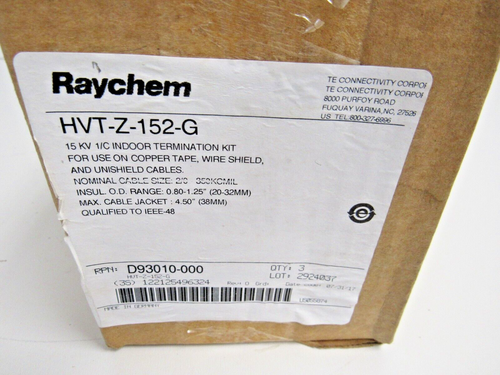 Raychem
TE CONNECTIVITY CORPO
TE CONNECTIVITY CORPOI
8000 PURFOY ROAD
FUQUAY VARINA, NC, 27526
US TEL:800-327-6996
HVT-Z-152-G
15 KV 1/C INDOOR TERMINATION KIT
FOR USE ON COPPER TAPE, WIRE SHIELD,
AND UNISHIELD CABLES.
NOMINAL CABLE SIZE: 2/0 - 350KCMIL
INSUL. O.D. RANGE: 0.80-1.25" (20-32MM)
MAX. CABLE JACKET : 4.50" (38MM)
QUALIFIED TO IEEE-48
RPN: D93010-000
HVT-Z-152-G
QTY: 3
LOT: 2924037
(35) 122125496324
MADE IN GERMANY